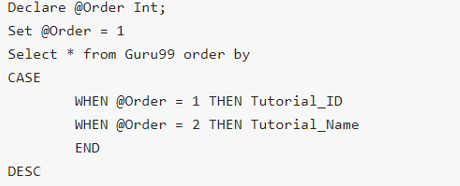 Declare @Order Int;
Set @Order = 1
Select * from Guru99 order by
CASE
        WHEN @Order = 1 THEN Tutorial_ID
        WHEN @Order = 2 THEN Tutorial_Name
        END
DESC